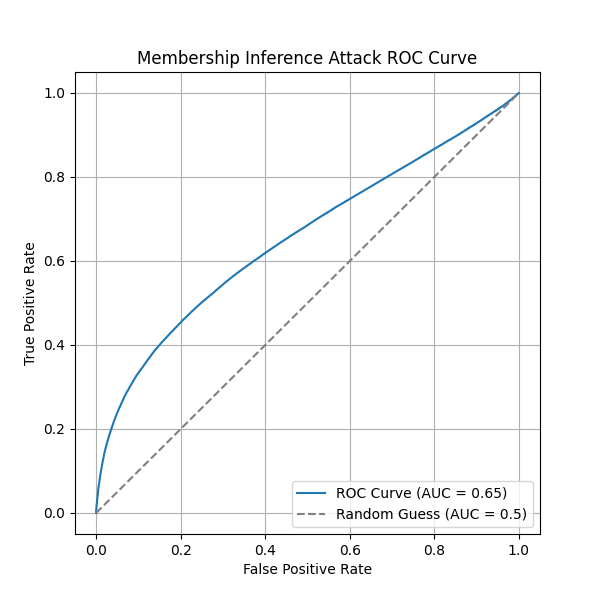 Membership Inference Attack ROC Curve
1.0
0.8
0.6
0.4
0.2
0.0
True Positive Rate
ROC Curve (AUC = 0.65)
Random Guess (AUC = 0.5)
0.0 0.2 0.4 0.6 0.8 1.0
False Positive Rate